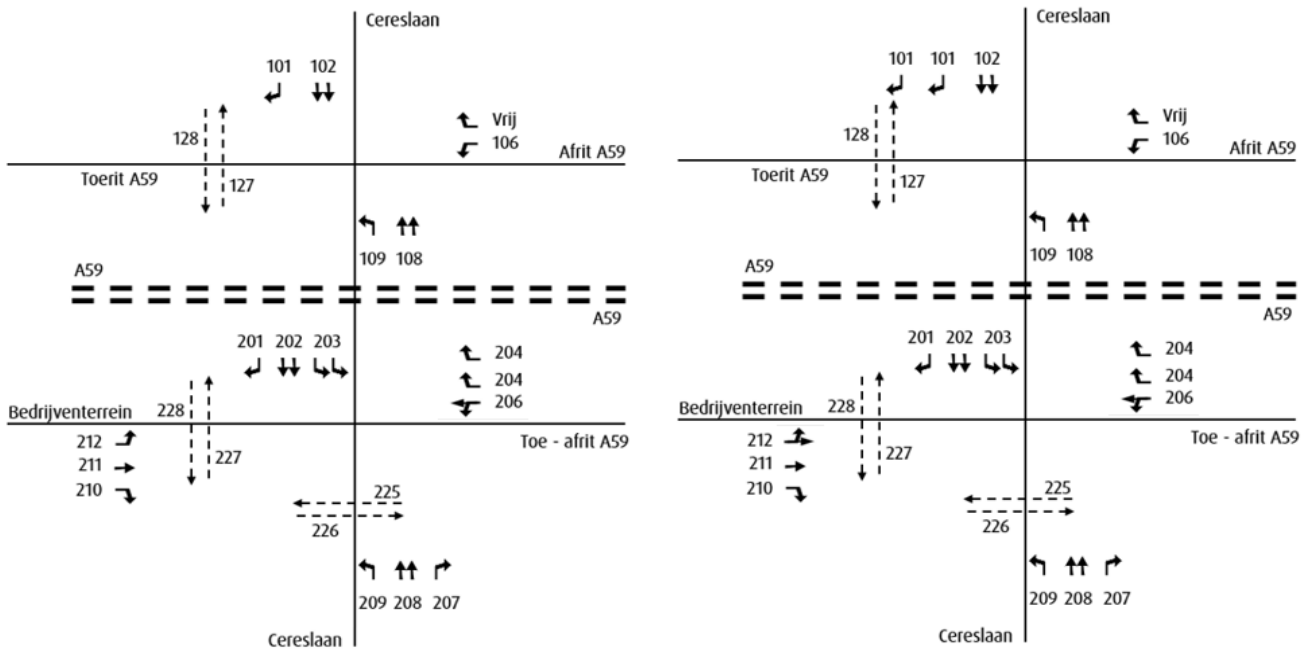 Cereslaan
101 102
Vrij
128
106
Afrit A59
Toerit A59
127
109 108
A59
A59
201 202 203
204
204
Bedrijventerrein
228
206
212
Toe - afrit A59
211
227
210
225
226
209 208 207
Cereslaan
Cereslaan
101 101 102
Vrij
128
106
Afrit A59
Toerit A59
127
109 108
A59
A59
201 202 203
204
204
Bedrijventerrein
228
206
212
Toe - afrit A59
211
227
210
225
226
209 208 207
Cereslaan